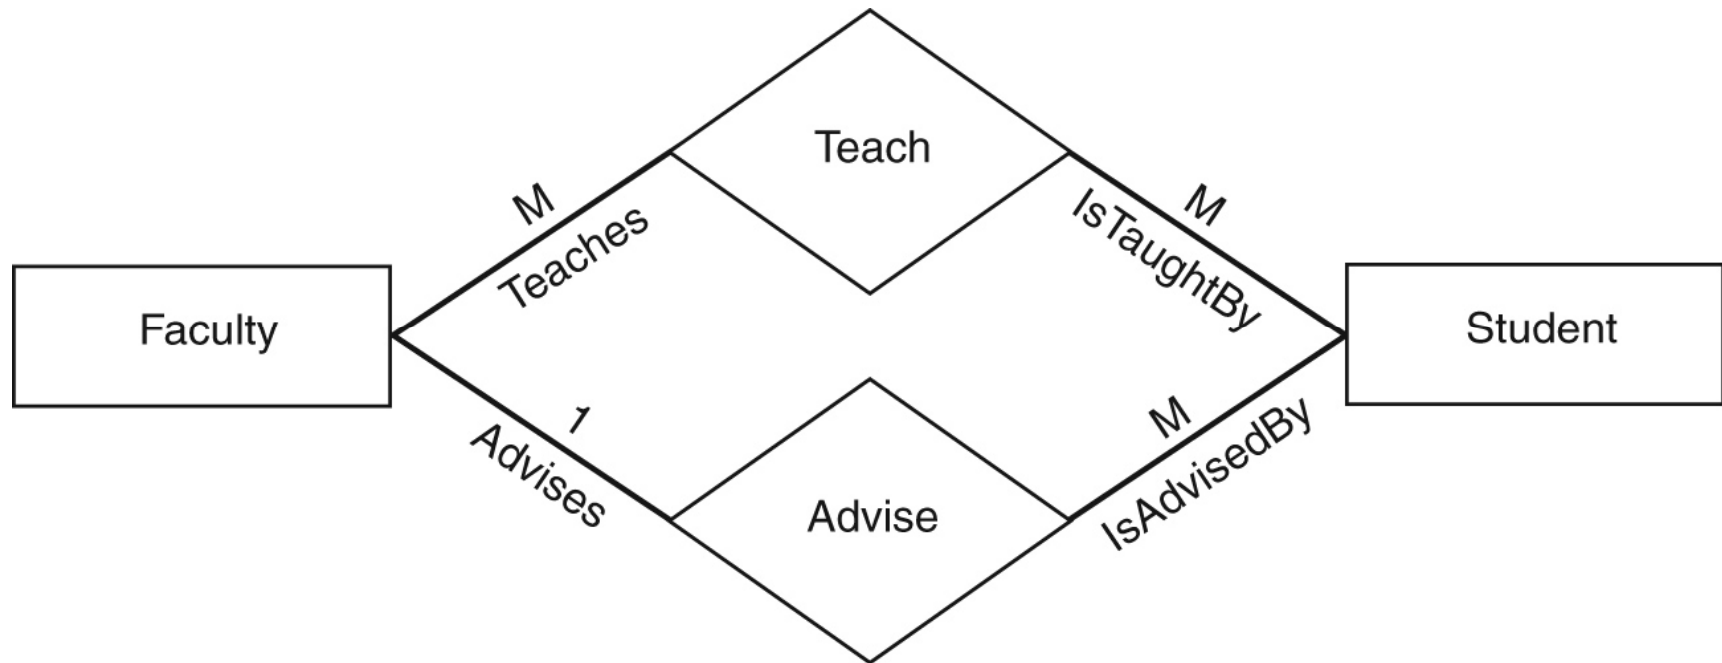 Teach
M
Teaches
M
IsTaughtBy
Faculty
Student
1
Advises
M
IsAdvisedBy
Advise